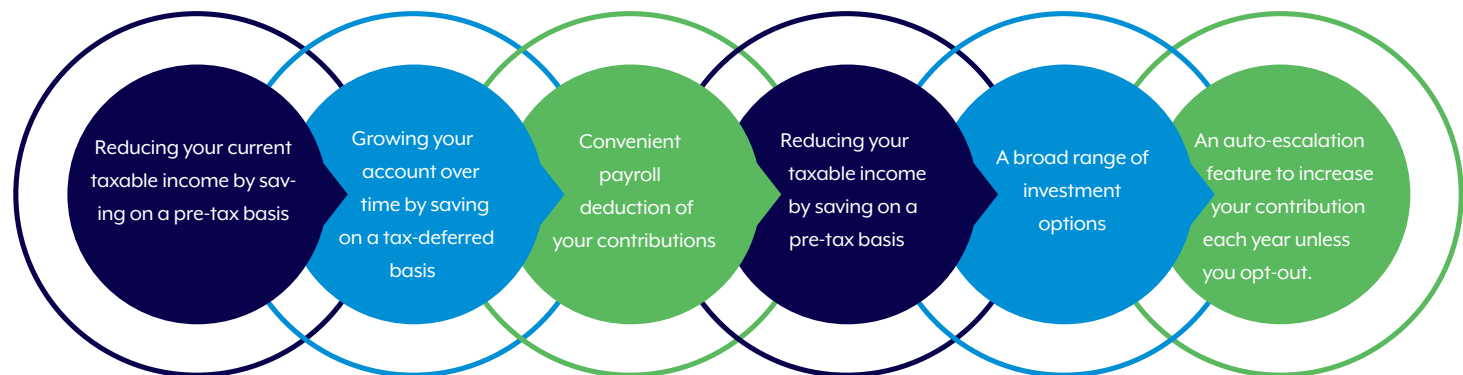 Reducing your current
taxable income by sav-
ing on a pre-tax basis
Growing your
account over
time by saving
on a tax-deferred
basis
Convenient
payroll
deduction of
your contributions
Reducing your
taxable income
by saving on a
pre-tax basis
A broad range of
investment
options
An auto-escalation
feature to increase
your contribution
each year unless
you opt-out.